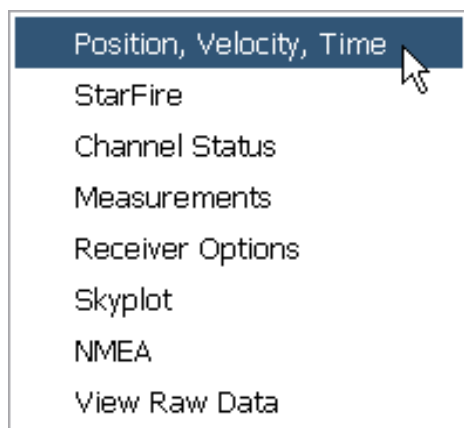 Position, Velocity, Time
StarFire
Channel Status
Measurements
Receiver Options
Skyplot
NMEA
View Raw Data